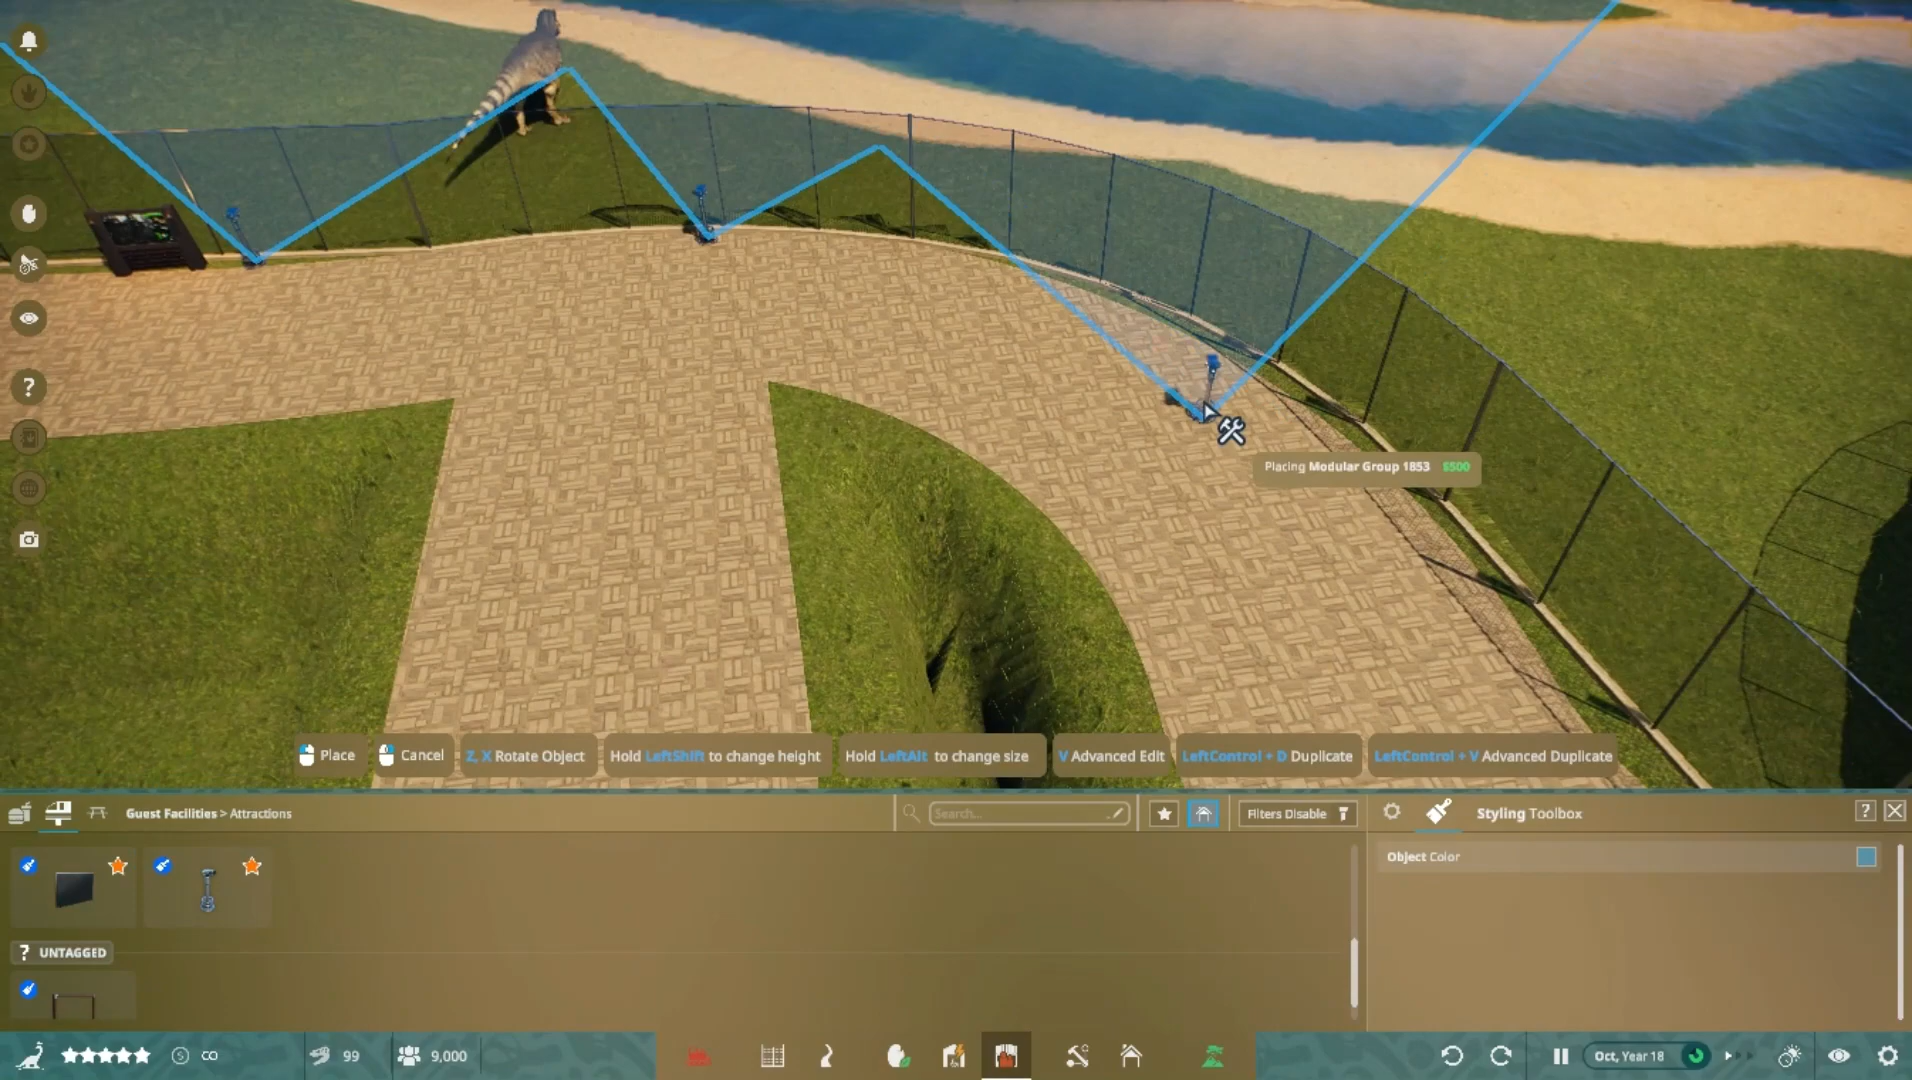 Placing Modular Group 1853 $500
Place
Cancel
Z, X Rotate Object
Hold LeftShift to change height
Hold LeftAlt to change size
V Advanced Edit
LeftControl + D Duplicate
LeftControl + V Advanced Duplicate
Guest Facilities > Attractions
Search...
Filters Disable
Styling Toolbox
?
Object Color
? UNTAGGED
99
9,000
Oct, Year 18
?